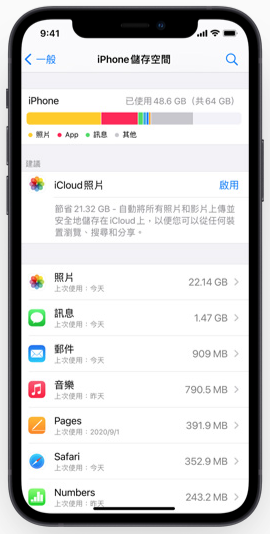 9:41
一般
iPhone儲存空間
iPhone
已使用 48.6 GB（共 64 GB）
照片 App 訊息 其他
建議
iCloud照片
啟用
節省 21.32 GB - 自動將所有照片和影片上傳並
安全地儲存在 iCloud 上，以便您可以從任何裝
置瀏覽、搜尋和分享。
照片
22.14 GB
上次使用：今天
訊息
1.47 GB
上次使用：今天
郵件
909 MB
上次使用：今天
音樂
790.5 MB
上次使用：昨天
Pages
391.9 MB
上次使用：2020/9/1
Safari
352.9 MB
上次使用：今天
Numbers
243.2 MB
上次使用：昨天